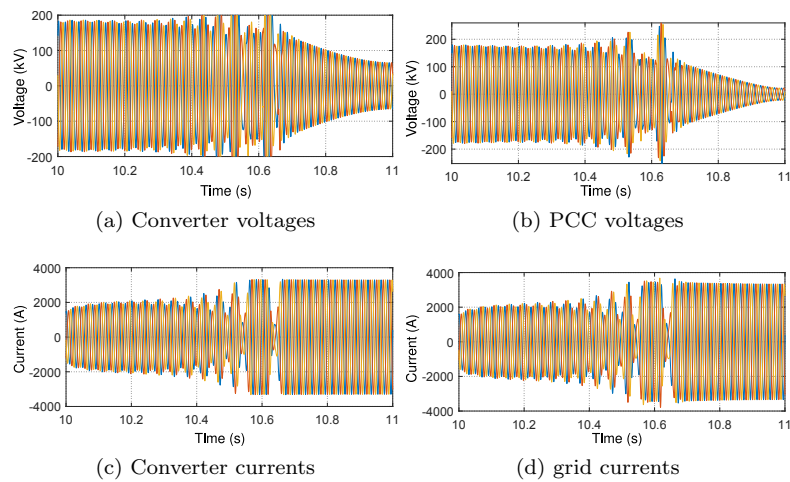 200
100
0
-100
-200
Voltage (kV)
10 10.2 10.4 10.6 10.8 11
Time (s)
(a) Converter voltages
200
100
0
-100
-200
Voltage (kV)
10 10.2 10.4 10.6 10.8 11
Time (s)
(b) PCC voltages
4000
2000
0
-2000
-4000
Current (A)
10 10.2 10.4 10.6 10.8 11
TIme (s)
(c) Converter currents
4000
2000
0
-2000
-4000
Current (A)
10 10.2 10.4 10.6 10.8 11
TIme (s)
(d) grid currents